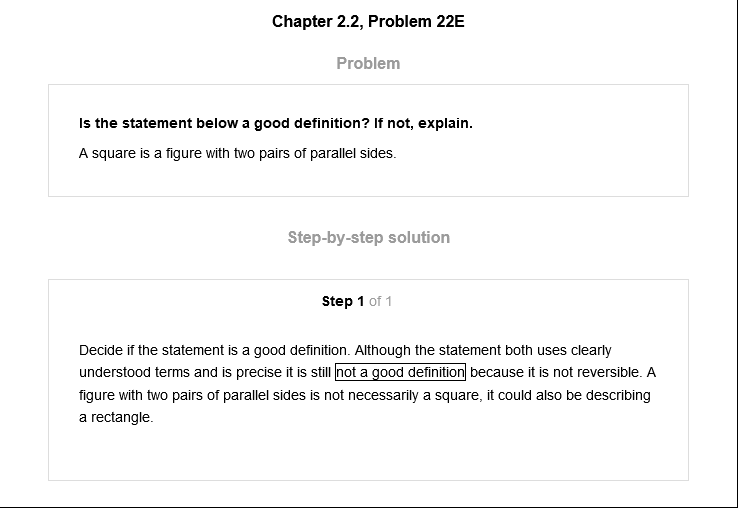 Chapter 2.2, Problem 22E
Problem
Is the statement below a good definition? If not, explain.
A square is a figure with two pairs of parallel sides.
Step-by-step solution
Step 1 of 1
Decide if the statement is a good definition. Although the statement both uses clearly
understood terms and is precise it is still not a good definition because it is not reversible. A
figure with two pairs of parallel sides is not necessarily a square, it could also be describing
a rectangle.